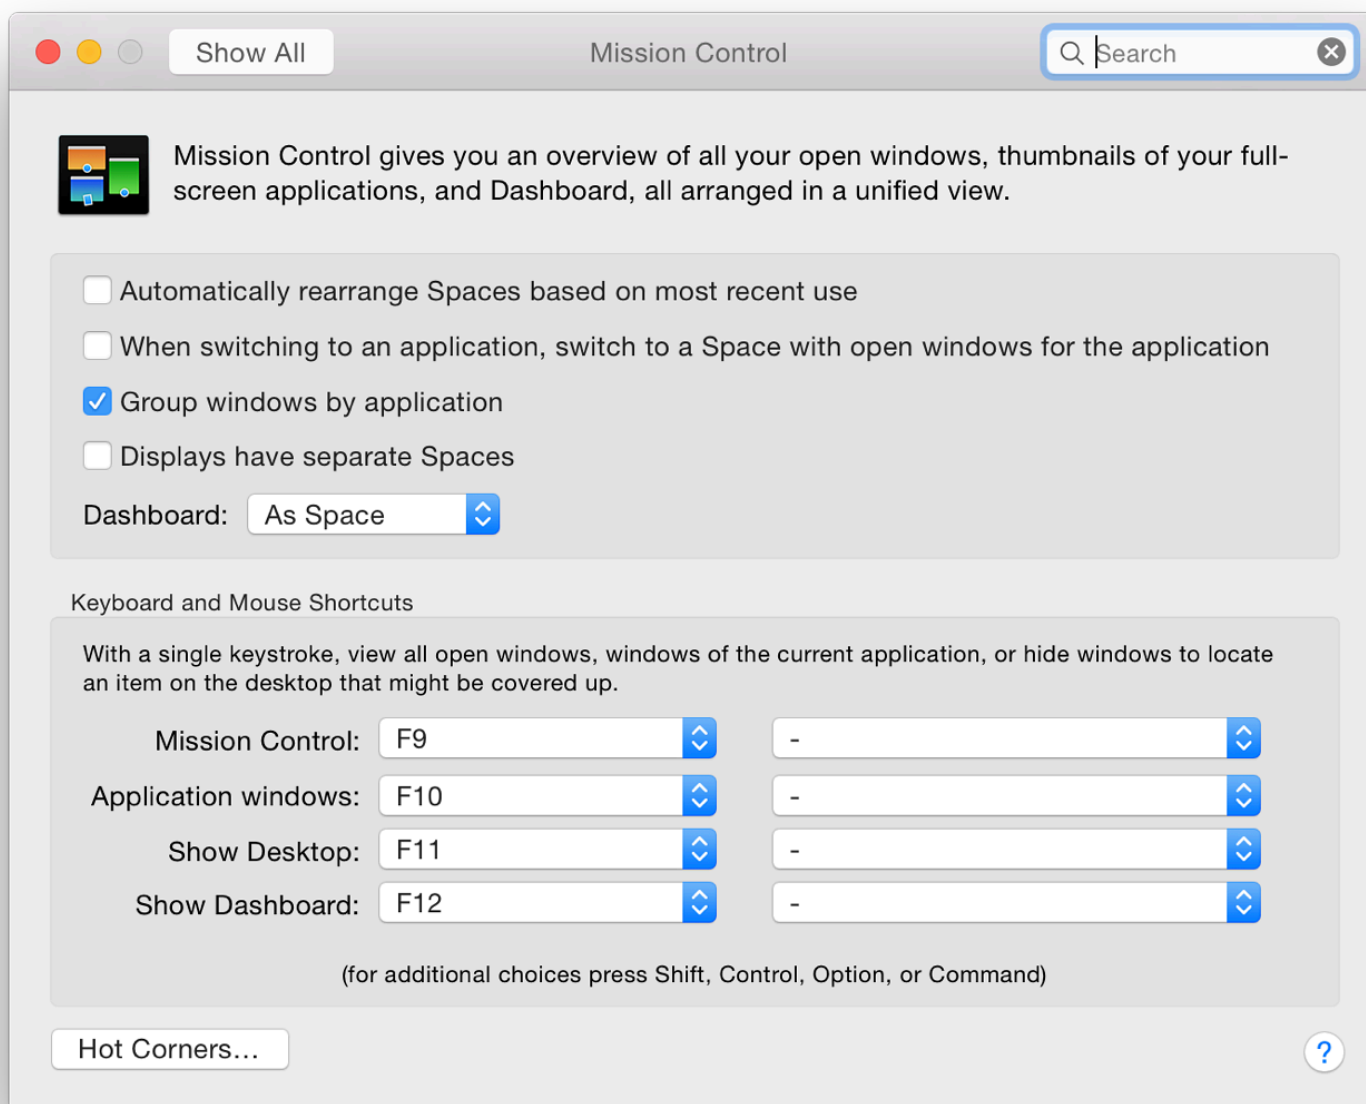 Show All
Mission Control
Search
Mission Control gives you an overview of all your open windows, thumbnails of your full-
screen applications, and Dashboard, all arranged in a unified view.
Automatically rearrange Spaces based on most recent use
When switching to an application, switch to a Space with open windows for the application
Group windows by application
Displays have separate Spaces
Dashboard: As Space
Keyboard and Mouse Shortcuts
With a single keystroke, view all open windows, windows of the current application, or hide windows to locate
an item on the desktop that might be covered up.
Mission Control: F9 -
Application windows: F10 -
Show Desktop: F11 -
Show Dashboard: F12 -
(for additional choices press Shift, Control, Option, or Command)
Hot Corners... ?